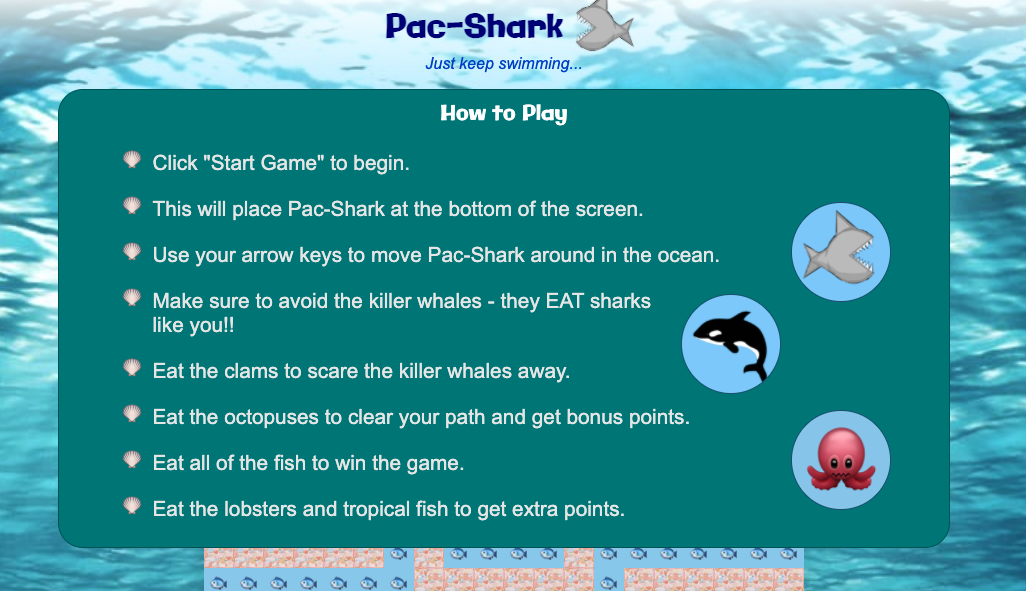 Pac-Shark
Just keep swimming...
How to Play
Click "Start Game" to begin.
This will place Pac-Shark at the bottom of the screen.
Use your arrow keys to move Pac-Shark around in the ocean.
Make sure to avoid the killer whales - they EAT sharks
like you!!
Eat the clams to scare the killer whales away.
Eat the octopuses to clear your path and get bonus points.
Eat all of the fish to win the game.
Eat the lobsters and tropical fish to get extra points.